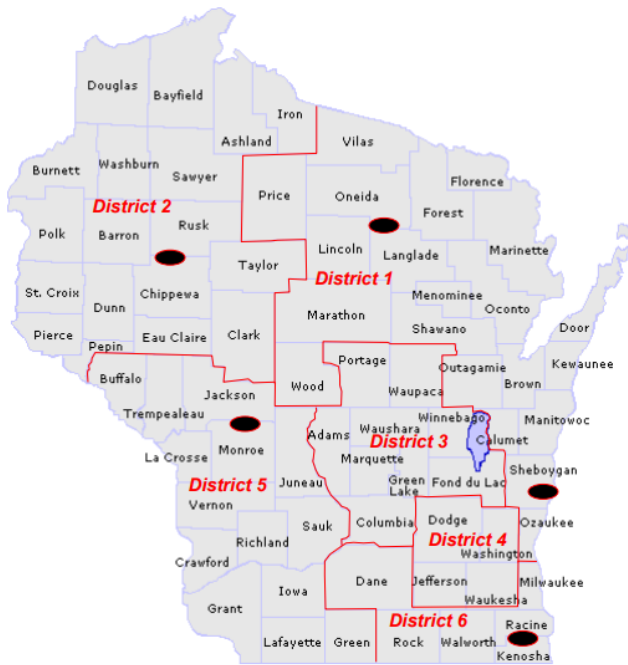 Douglas
Bayfield
Iron
Ashland
Vilas
Burnett
Washburn
Sawyer
Price
Oneida
Florence
Forest
District 2
Polk
Barron
Rusk
Lincoln
Langlade
Marinette
Taylor
District 1
St. Croix
Dunn
Chippewa
Menominee
Oconto
Marathon
Shawano
Pierce
Pepin
Eau Claire
Clark
Door
Portage
Outagamie
Kewaunee
Buffalo
Wood
Waupaca
Brown
Jackson
Trempealeau
Winnebago
Manitowoc
Adams
Waushara
District 3
Calumet
La Crosse
Monroe
Marquette
Sheboygan
District 5
Juneau
Green
Lake
Fond du Lac
Vernon
Sauk
Columbia
Dodge
Ozaukee
Richland
District 4
Washington
Crawford
Iowa
Dane
Jefferson
Milwaukee
Waukesha
Grant
District 6
Racine
Lafayette
Green
Rock
Walworth
Kenosha